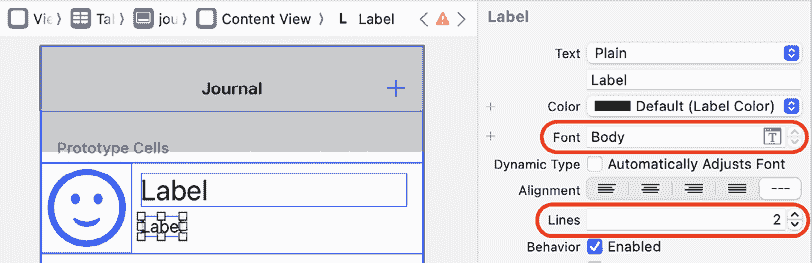 Vie
Tal
jou
Content View
L Label
Journal
Prototype Cells
Label
Label
Label
Text Plain
Label
Color Default (Label Color)
Font Body
Dynamic Type Automatically Adjusts Font
Alignment
Lines 2
Behavior Enabled